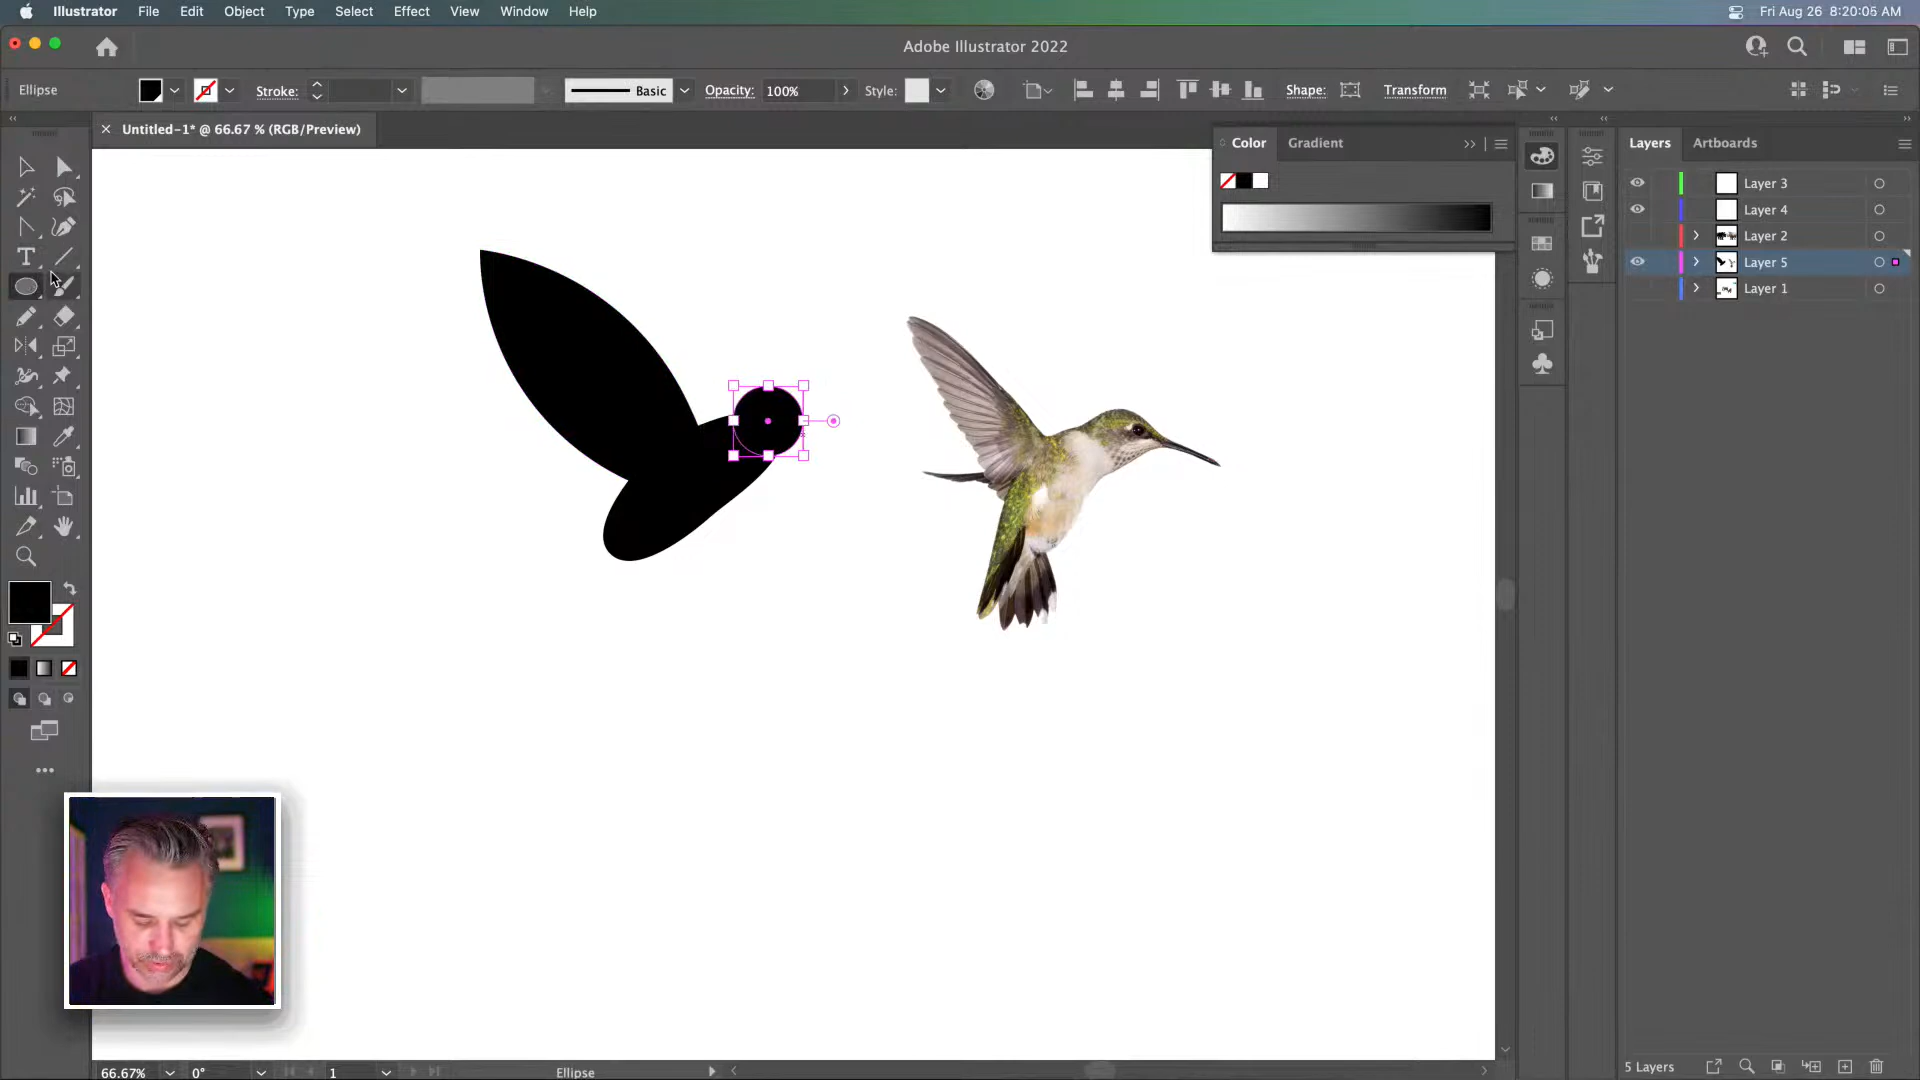 Illustrator File Edit Object Type Select Effect View Window Help Fri Aug 26 8:20:05 AM
Adobe Illustrator 2022
Ellipse Stroke: Basic Opacity: 100% Style: Shape: Transform
× Untitled-1* @ 66.67 % (RGB/Preview)
Color Gradient
Layers Artboards
Layer 3
Layer 4
Layer 2
Layer 5
Layer 1
66.67% 0° 1 Ellipse
5 Layers